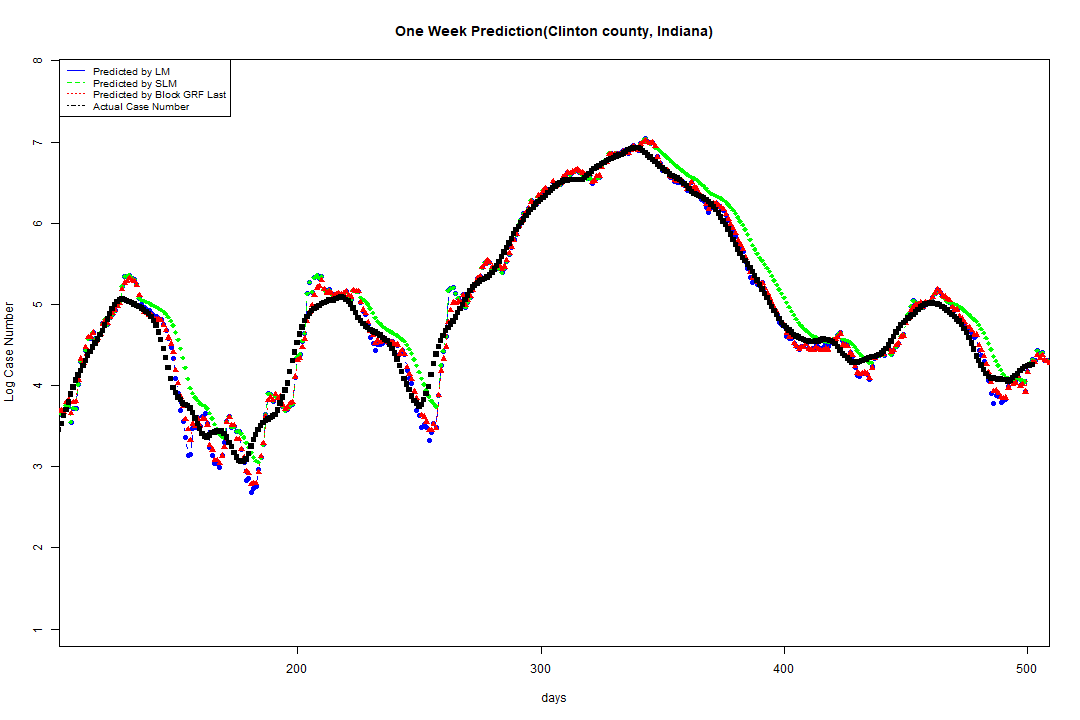 One Week Prediction(Clinton county, Indiana)
Predicted by LM
Predicted by SLM
Predicted by Block GRF Last
Actual Case Number
8
7
6
5
4
3
2
1
Log Case Number
200 300 400 500
days